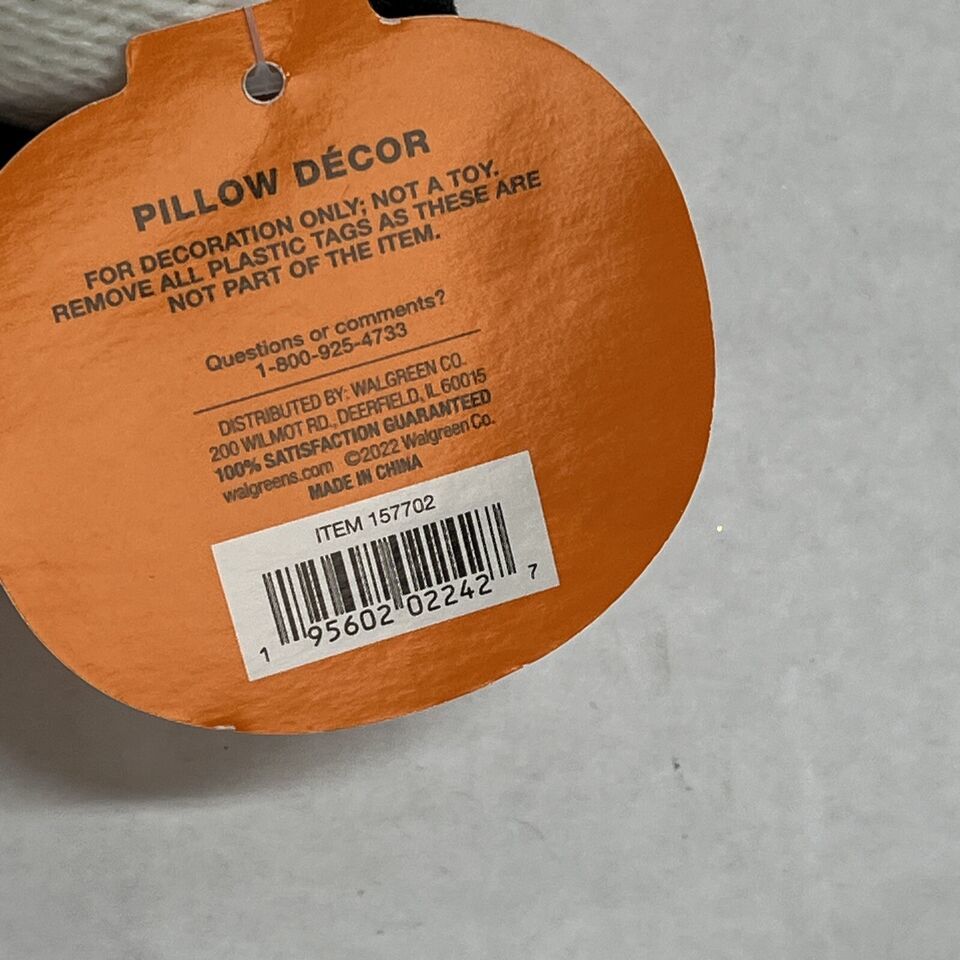 PILLOW DÉCOR
FOR DECORATION ONLY; NOT A TOY.
REMOVE ALL PLASTIC TAGS AS THESE ARE
NOT PART OF THE ITEM.
Questions or comments?
1-800-925-4733
DISTRIBUTED BY: WALGREEN CO.
200 WILMOT RD., DEERFIELD, IL 60015
100% SATISFACTION GUARANTEED
walgreens.com ©2022 Walgreen Co.
MADE IN CHINA
ITEM 157702
1 95602 02242 7